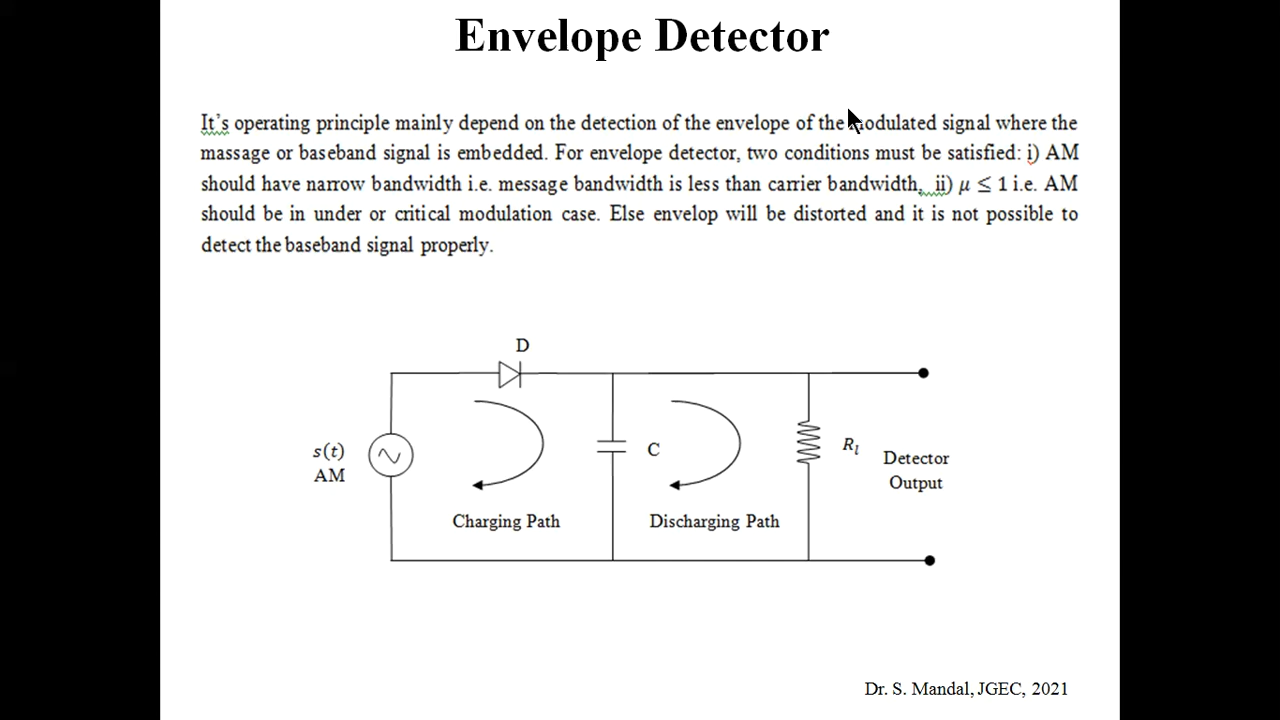 Envelope Detector
It's operating principle mainly depend on the detection of the envelope of the modulated signal where the
massage or baseband signal is embedded. For envelope detector, two conditions must be satisfied: i) AM
should have narrow bandwidth i.e. message bandwidth is less than carrier bandwidth, ii) μ ≤ 1 i.e. AM
should be in under or critical modulation case. Else envelop will be distorted and it is not possible to
detect the baseband signal properly.
D
s(t)
AM
C
R_l
Detector
Output
Charging Path
Discharging Path
Dr. S. Mandal, JGEC, 2021